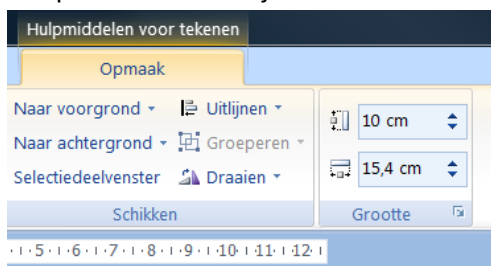 Hulpmiddelen voor tekenen
Opmaak
Naar voorgrond Uitlijnen
Naar achtergrond Groeperen
Selectiedeelvenster Draaien
10 cm
15,4 cm
Schikken Grootte
5 6 7 8 9 10 11 12